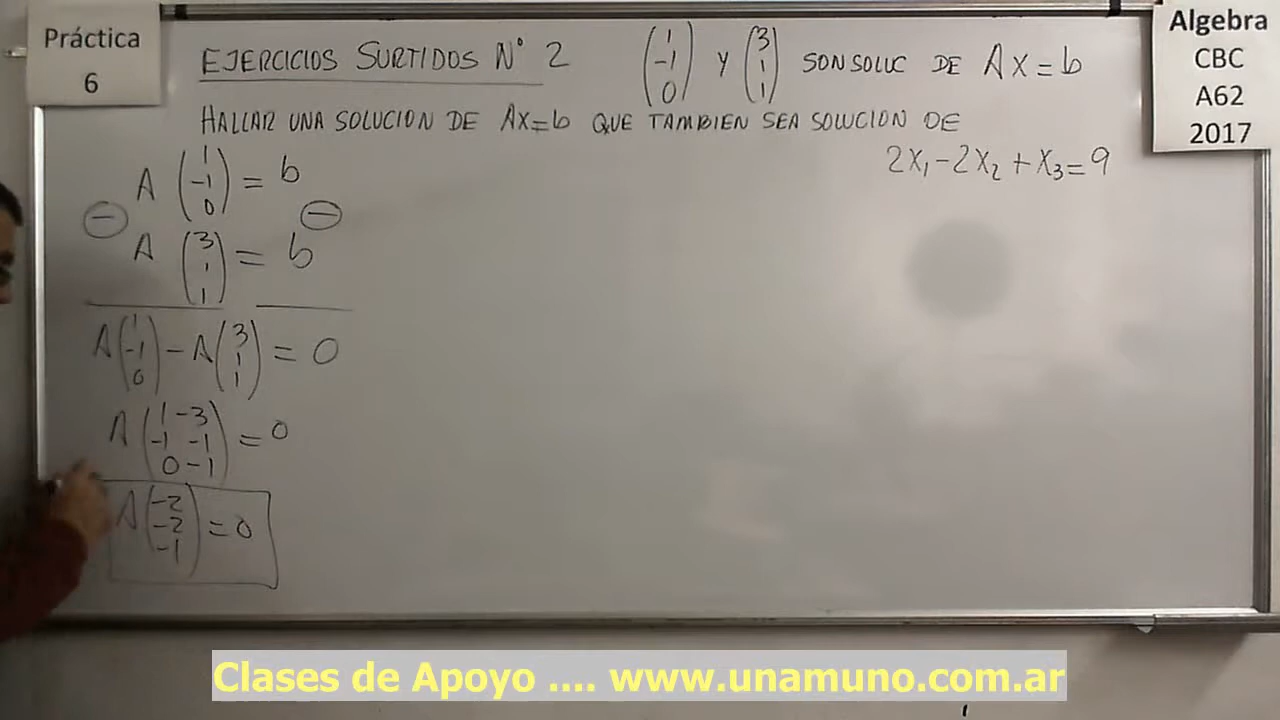 Práctica
6
EJERCICIOS SURTIDOS N° 2 (1 -1 0) Y (3 1 1) SON SOLUC DE Ax=b
HALLAR UNA SOLUCION DE Ax=b QUE TAMBIEN SEA SOLUCION DE
2X₁-2X₂+X₃=9
Algebra
CBC
A62
2017
A (1 -1 0) = b
⊖ ⊖
A (3 1 1) = b
A(1 -1 0) - A(3 1 1) = 0
A(1-3 -1-1 0-1) = 0
A(-2 -2 -1) = 0
Clases de Apoyo .... www.unamuno.com.ar